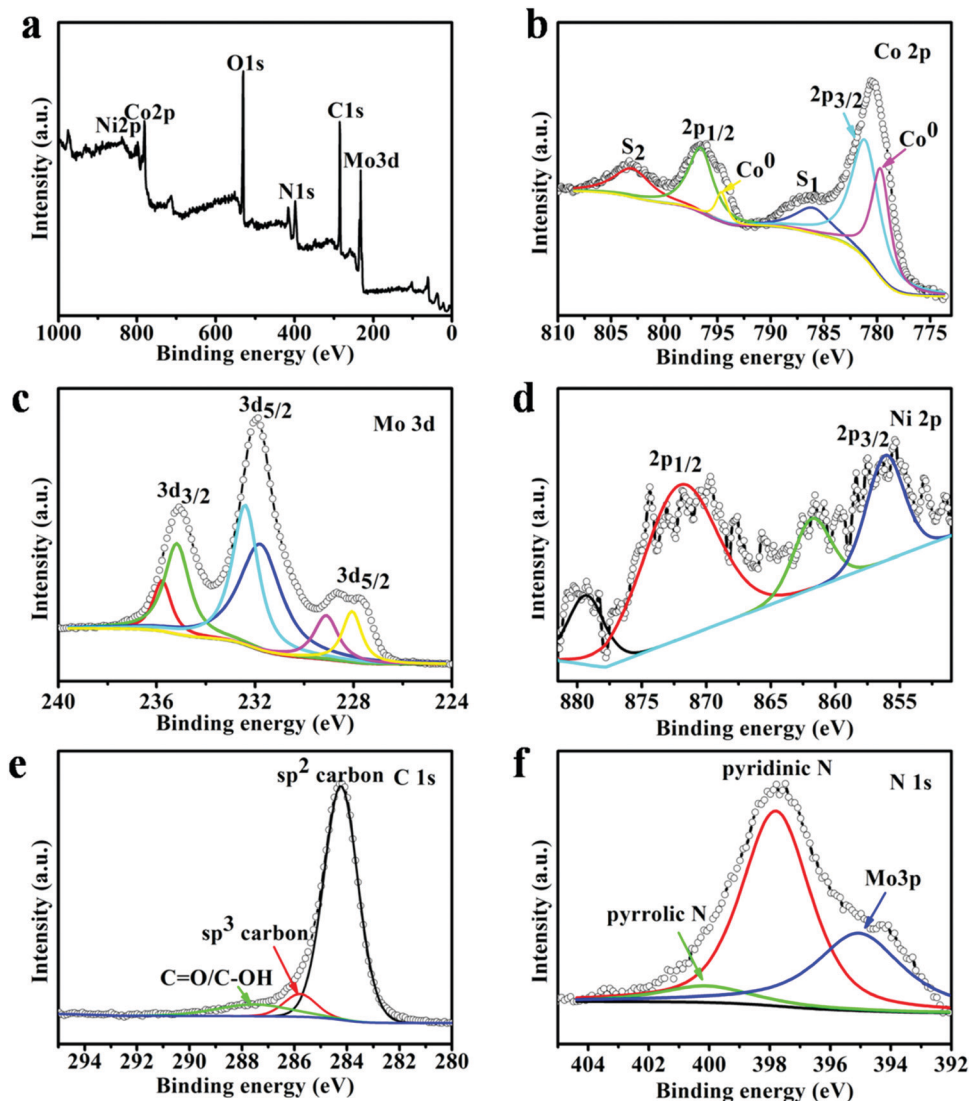 a
Intensity (a.u.)
Ni2p
Co2p
O1s
N1s
C1s
Mo3d
1000 800 600 400 200 0
Binding energy (eV)
b
Co 2p
Intensity (a.u.)
S2
2p1/2
Co0
S1
2p3/2
Co0
810 805 800 795 790 785 780 775
Binding energy (eV)
c
Mo 3d
Intensity (a.u.)
3d3/2
3d5/2
3d5/2
240 236 232 228 224
Binding energy (eV)
d
Ni 2p
Intensity (a.u.)
2p1/2
2p3/2
880 875 870 865 860 855
Binding energy (eV)
e
sp2 carbon
C 1s
Intensity (a.u.)
sp3 carbon
C=O/C-OH
294 292 290 288 286 284 282 280
Binding energy (eV)
f
pyridinic N
N 1s
Intensity (a.u.)
Mo3p
pyrrolic N
404 402 400 398 396 394 392
Binding energy (eV)